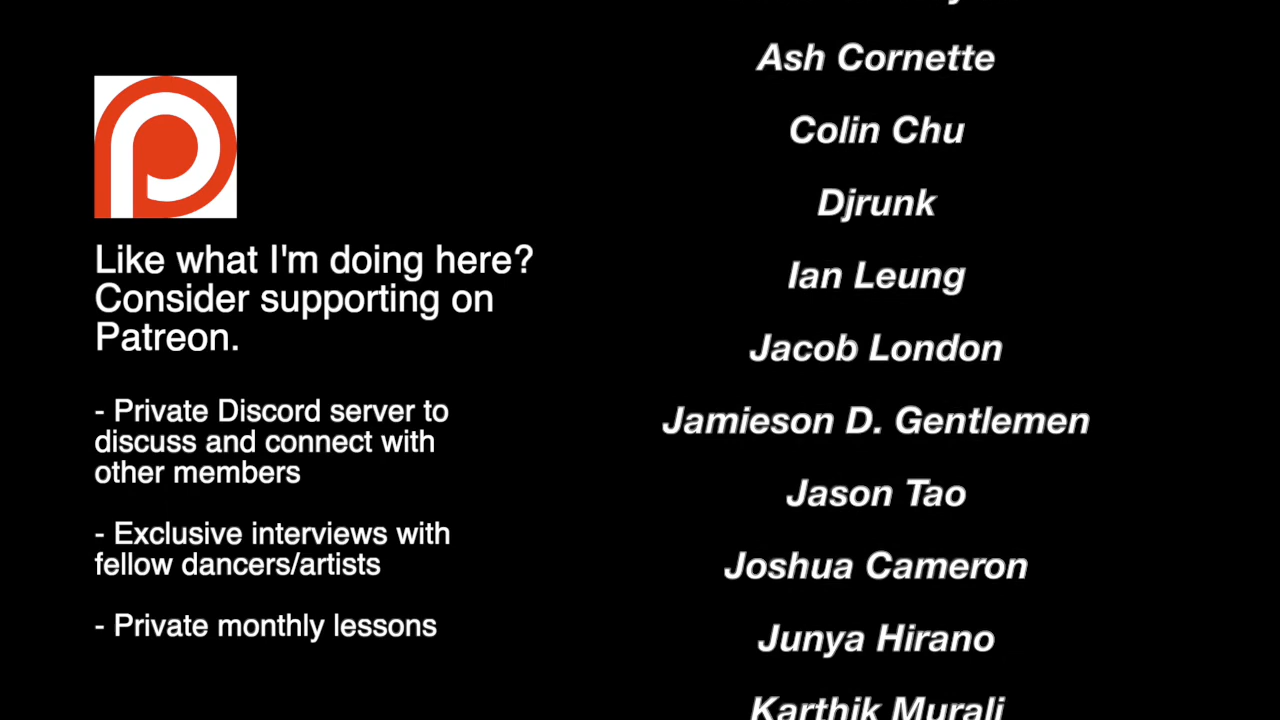 Like what I'm doing here?
Consider supporting on
Patreon.
- Private Discord server to
discuss and connect with
other members
- Exclusive interviews with
fellow dancers/artists
- Private monthly lessons
Ash Cornette
Colin Chu
Djrunk
Ian Leung
Jacob London
Jamieson D. Gentlemen
Jason Tao
Joshua Cameron
Junya Hirano
Karthik Murali